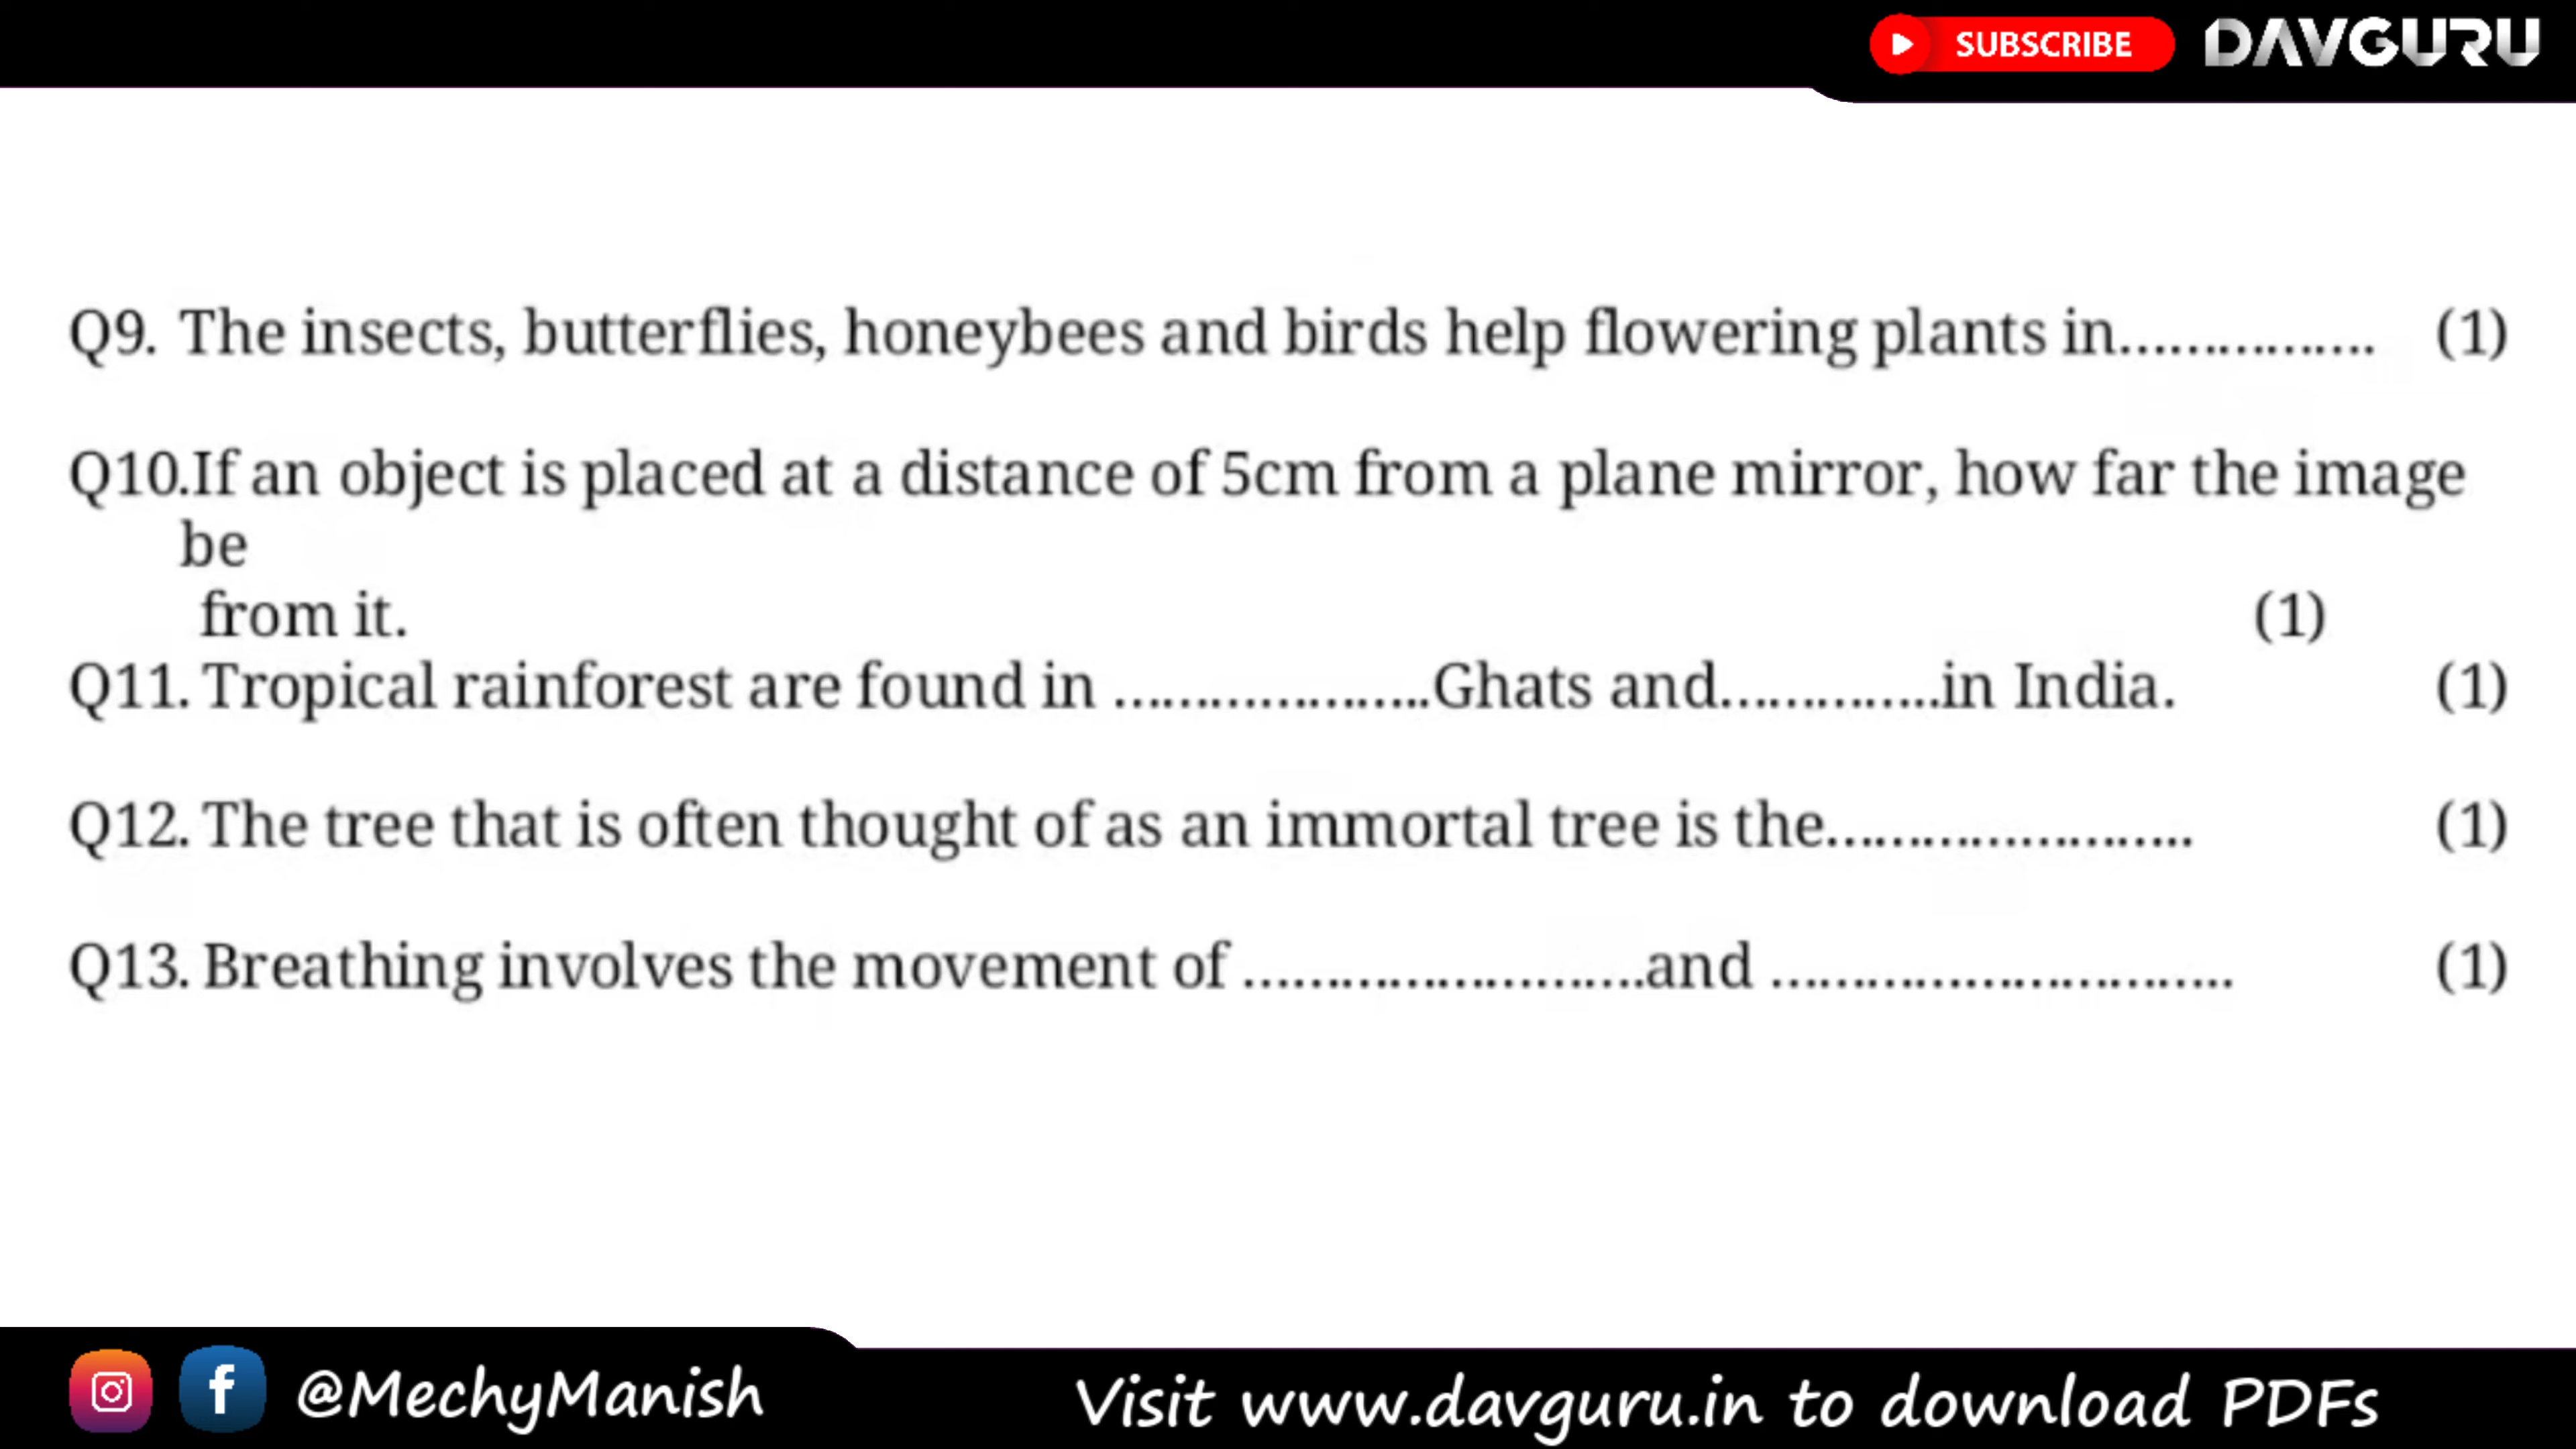 SUBSCRIBE DAVGURU
Q9. The insects, butterflies, honeybees and birds help flowering plants in................ (1)
Q10.If an object is placed at a distance of 5cm from a plane mirror, how far the image
be
from it. (1)
Q11. Tropical rainforest are found in ....................Ghats and..............in India. (1)
Q12. The tree that is often thought of as an immortal tree is the....................... (1)
Q13. Breathing involves the movement of .........................and ............................. (1)
@MechyManish Visit www.davguru.in to download PDFs